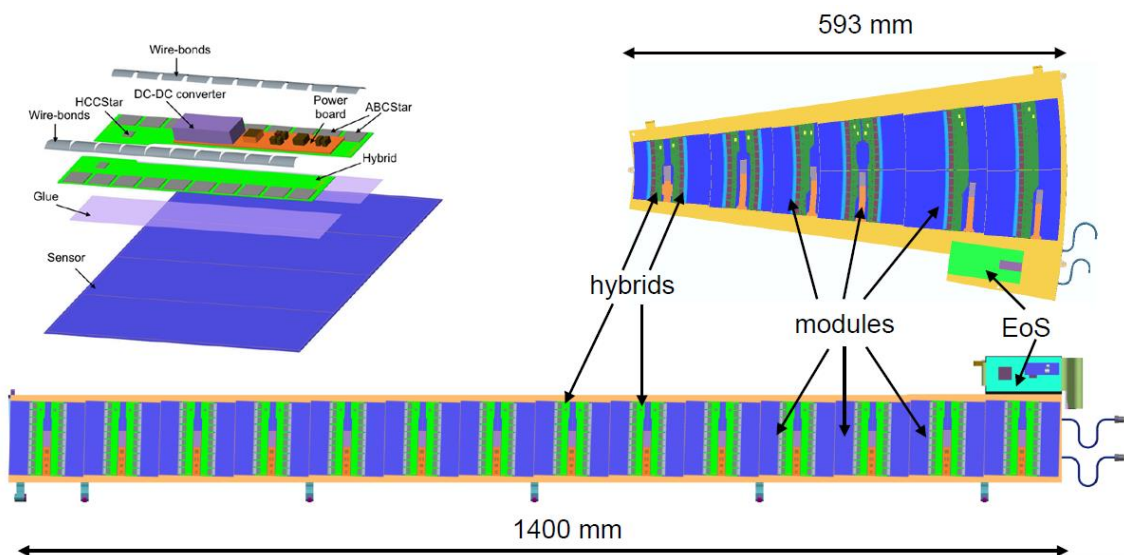 593 mm
Wire-bonds
DC-DC converter
HCCStar
Wire-bonds
Power
board
ABCStar
Hybrid
Glue
Sensor
hybrids
modules
EoS
1400 mm